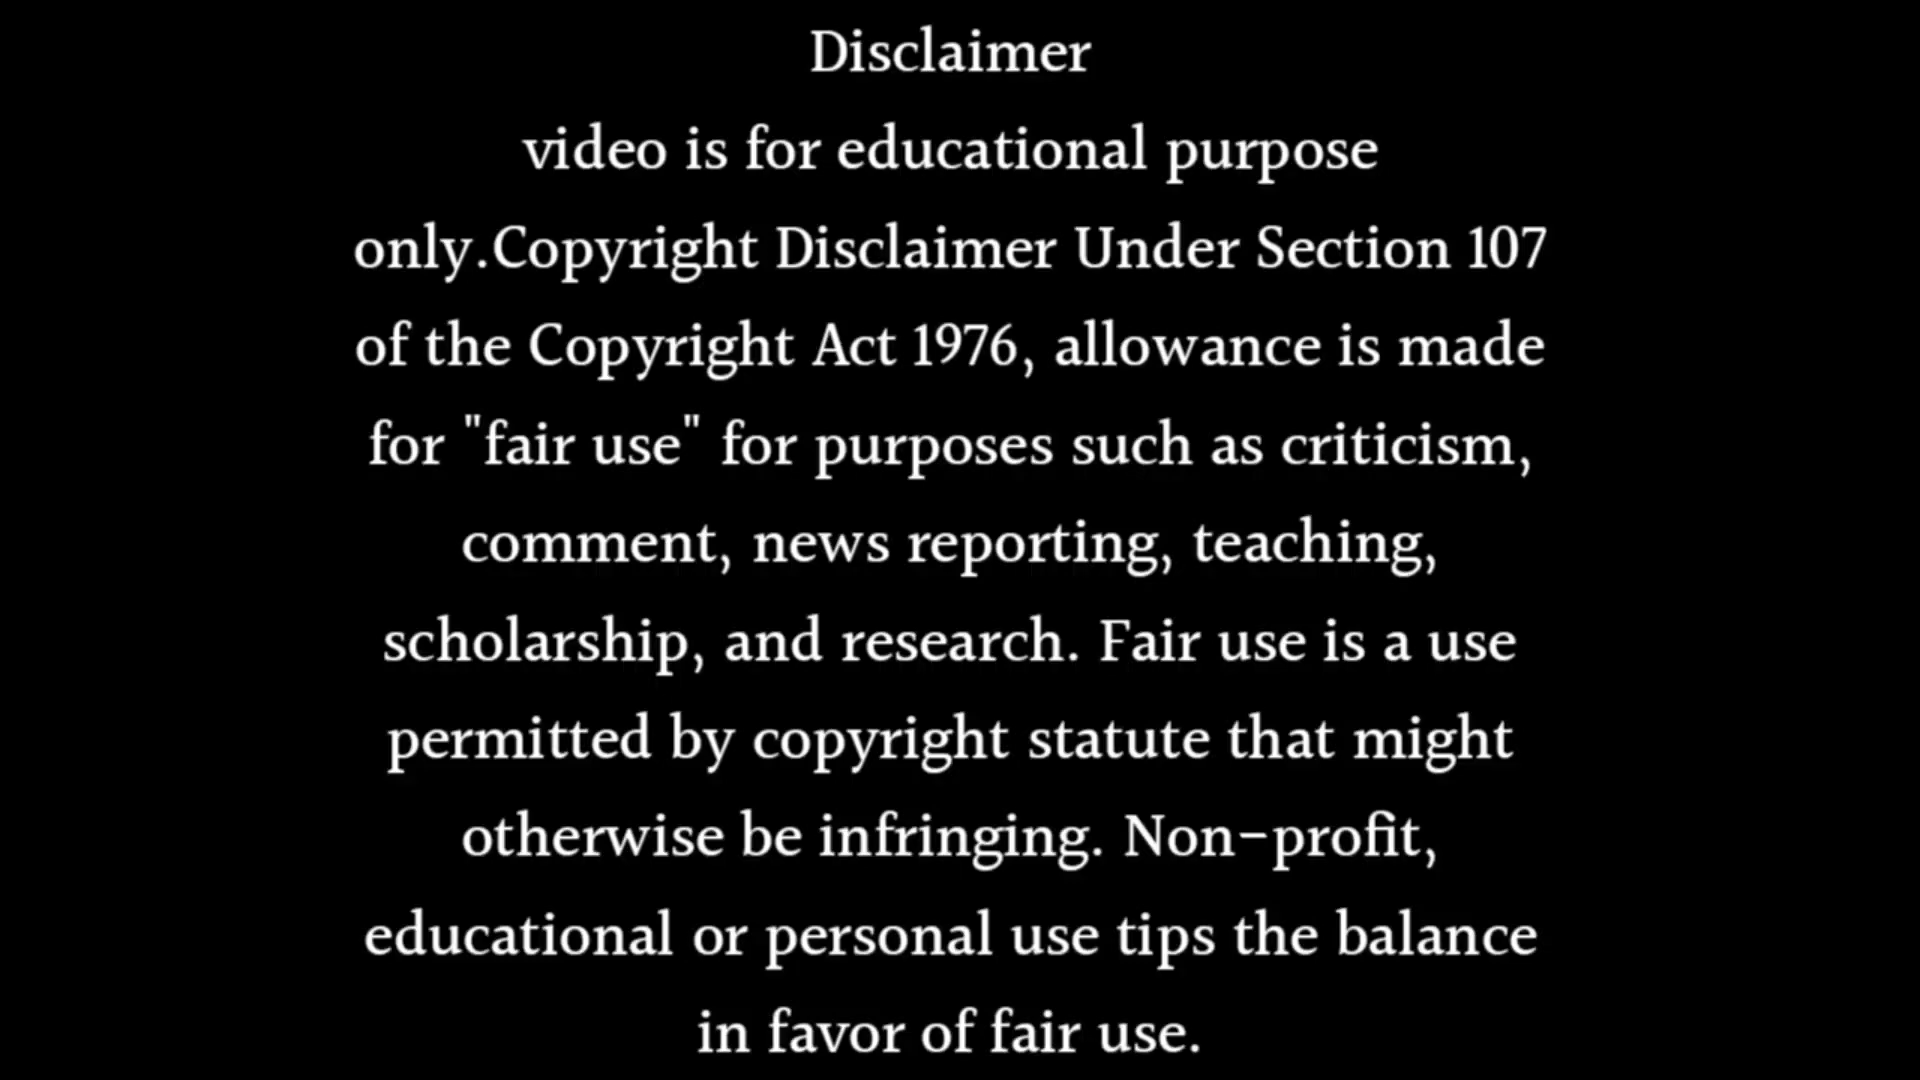 Disclaimer
video is for educational purpose
only.Copyright Disclaimer Under Section 107
of the Copyright Act 1976, allowance is made
for "fair use" for purposes such as criticism,
comment, news reporting, teaching,
scholarship, and research. Fair use is a use
permitted by copyright statute that might
otherwise be infringing. Non-profit,
educational or personal use tips the balance
in favor of fair use.